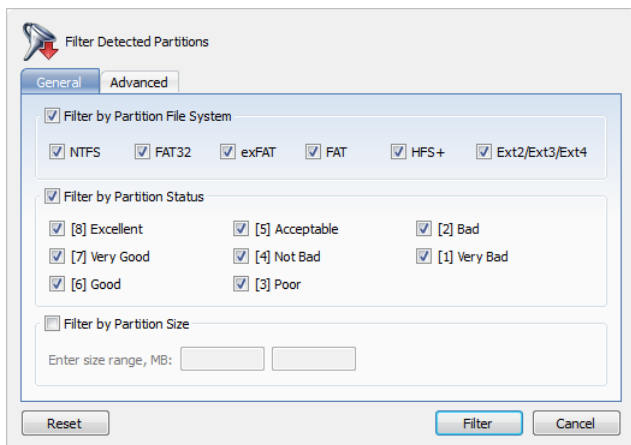 Filter Detected Partitions
General Advanced
Filter by Partition File System
NTFS FAT32 exFAT FAT HFS+ Ext2/Ext3/Ext4
Filter by Partition Status
[8] Excellent [5] Acceptable [2] Bad
[7] Very Good [4] Not Bad [1] Very Bad
[6] Good [3] Poor
Filter by Partition Size
Enter size range, MB:
Reset Filter Cancel